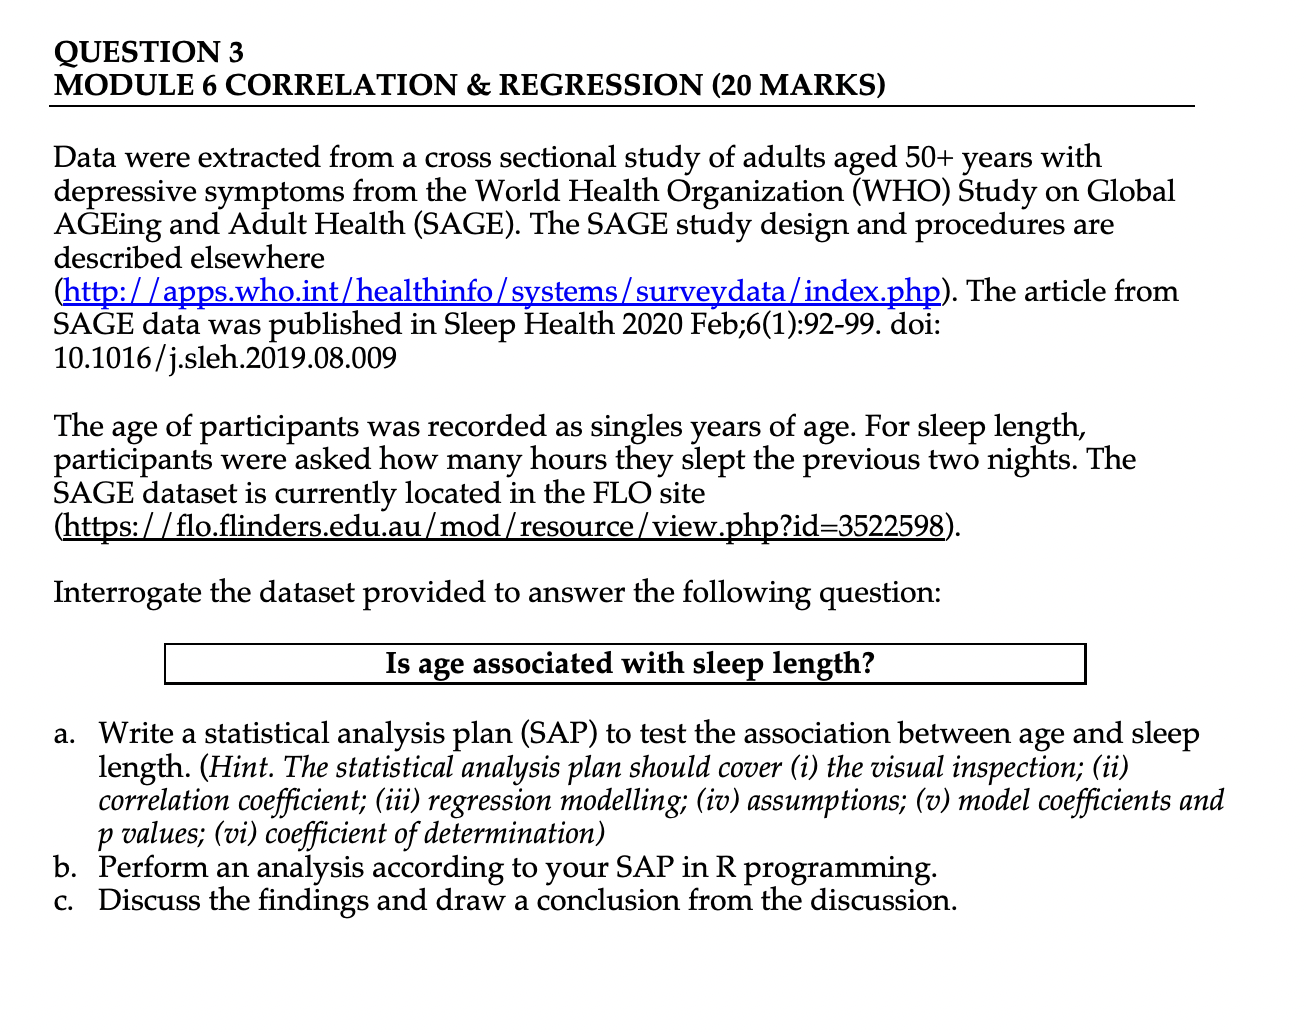 QUESTION 3
MODULE 6 CORRELATION & REGRESSION (20 MARKS)
Data were extracted from a cross sectional study of adults aged 50+ years with
depressive symptoms from the World Health Organization (WHO) Study on Global
AGEing and Adult Health (SAGE). The SAGE study design and procedures are
described elsewhere
(http://apps.who.int/healthinfo/systems/surveydata/index.php). The article from
SAGE data was published in Sleep Health 2020 Feb;6(1):92-99. doi:
10.1016/j.sleh.2019.08.009
The age of participants was recorded as singles years of age. For sleep length,
participants were asked how many hours they slept the previous two nights. The
SAGE dataset is currently located in the FLO site
(https://flo.flinders.edu.au/mod/resource/view.php?id=3522598).
Interrogate the dataset provided to answer the following question:
Is age associated with sleep length?
a. Write a statistical analysis plan (SAP) to test the association between age and sleep
length. (Hint. The statistical analysis plan should cover (i) the visual inspection; (ii)
correlation coefficient; (iii) regression modelling; (iv) assumptions; (v) model coefficients and
p values; (vi) coefficient of determination)
b. Perform an analysis according to your SAP in R programming.
c. Discuss the findings and draw a conclusion from the discussion.